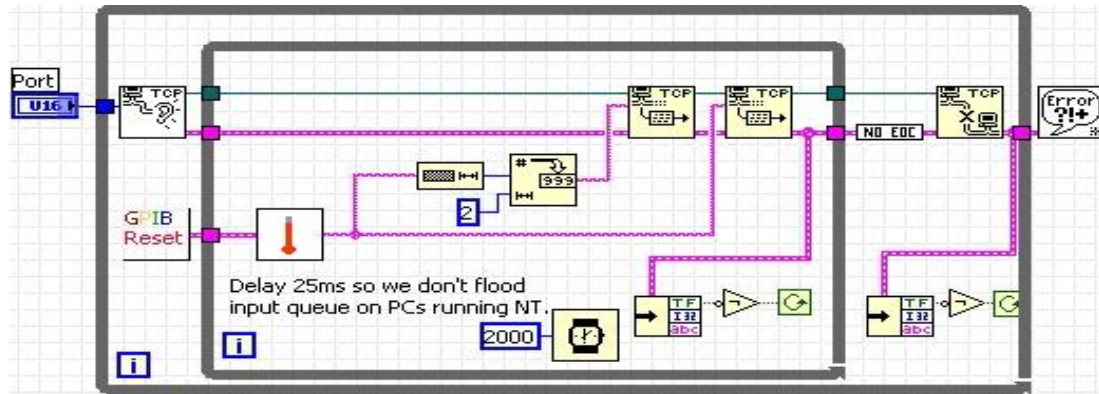 Port
U16
TCP
TCP
TCP
TCP
Error
?!+
NO EOC
#
999
2
GPIB
Reset
Delay 25ms so we don't flood
input queue on PCs running NT.
2000
TF
I32
abc
TF
I32
abc
i
i